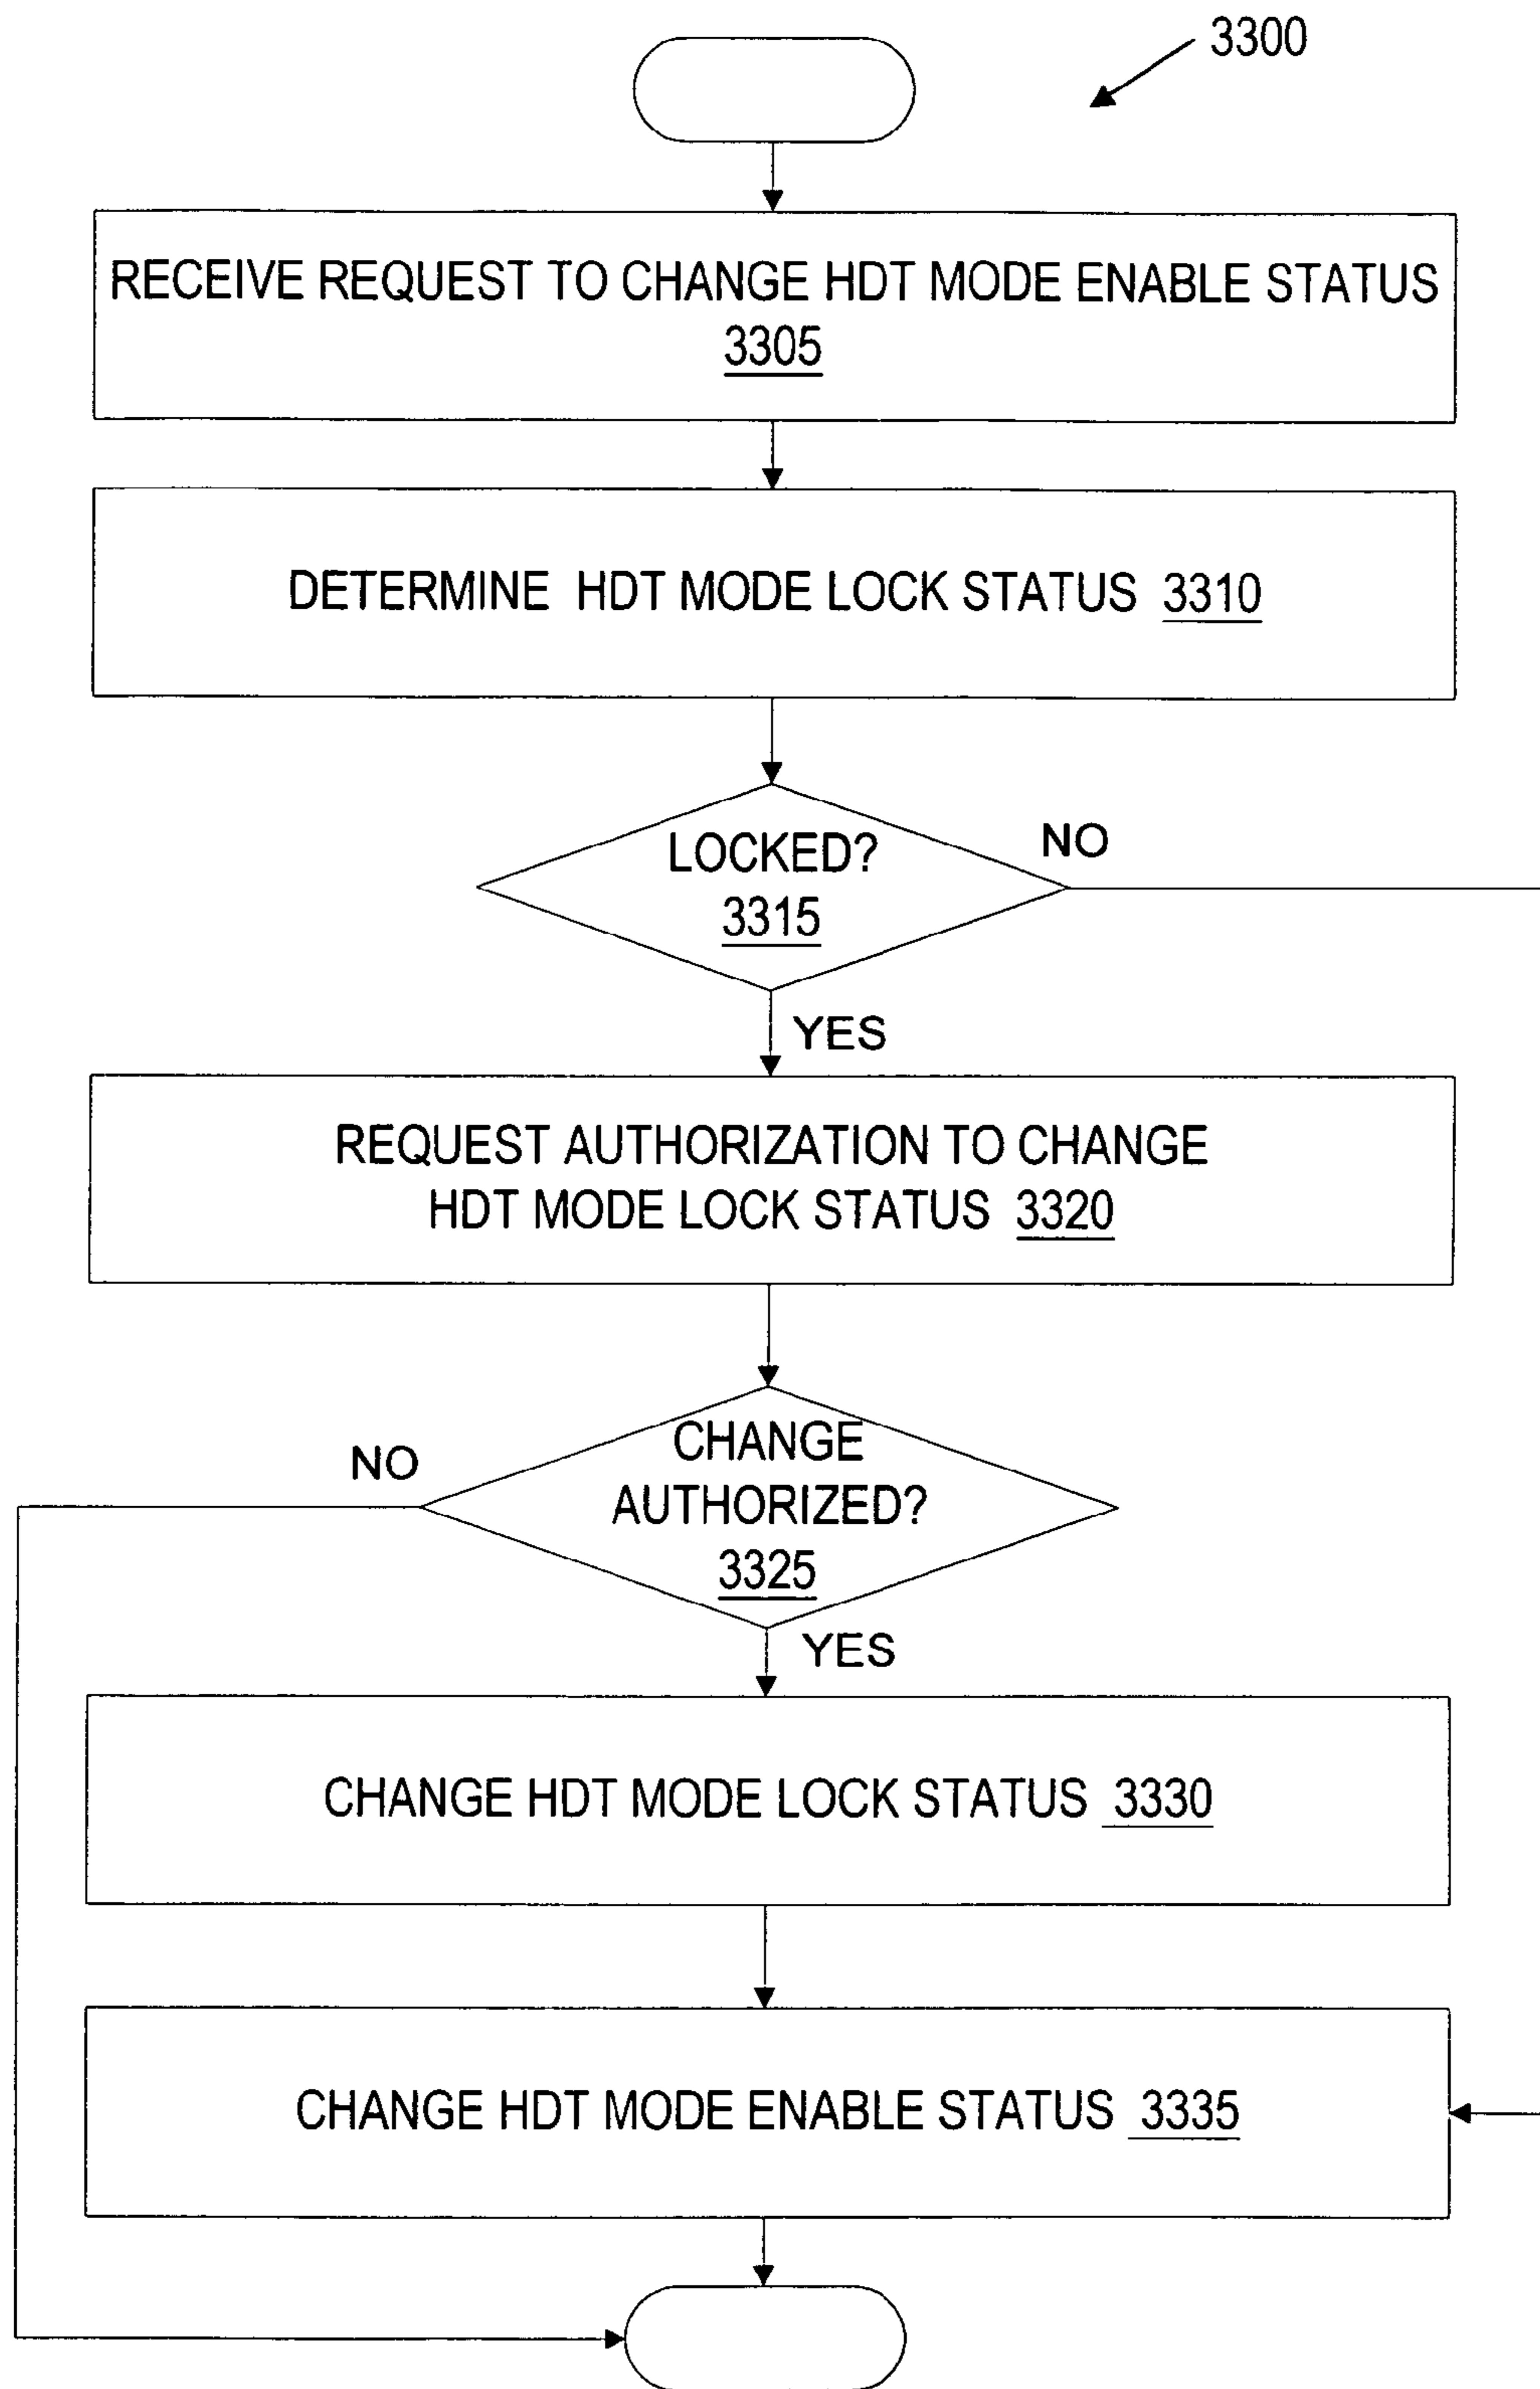 3300
RECEIVE REQUEST TO CHANGE HDT MODE ENABLE STATUS
3305
DETERMINE HDT MODE LOCK STATUS 3310
LOCKED?
3315
NO
YES
REQUEST AUTHORIZATION TO CHANGE
HDT MODE LOCK STATUS 3320
CHANGE
AUTHORIZED?
3325
NO
YES
CHANGE HDT MODE LOCK STATUS 3330
CHANGE HDT MODE ENABLE STATUS 3335